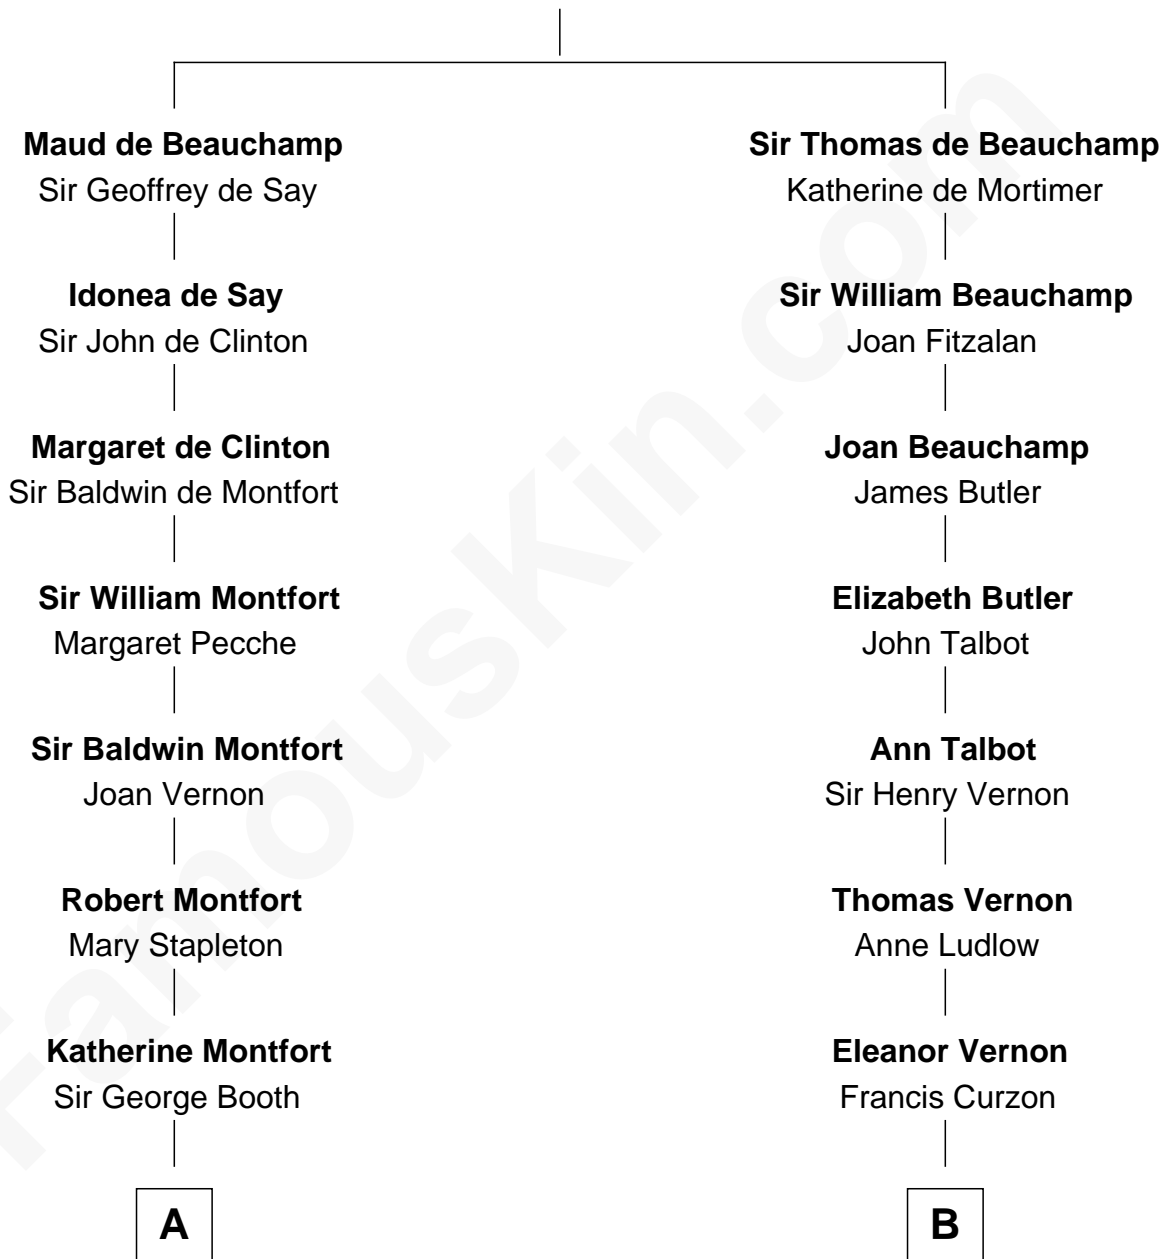 Maud de Beauchamp
Sir Geoffrey de Say
Sir Thomas de Beauchamp
Katherine de Mortimer
Idonea de Say
Sir John de Clinton
Sir William Beauchamp
Joan Fitzalan
Margaret de Clinton
Sir Baldwin de Montfort
Joan Beauchamp
James Butler
Sir William Montfort
Margaret Pecche
Elizabeth Butler
John Talbot
Sir Baldwin Montfort
Joan Vernon
Ann Talbot
Sir Henry Vernon
Robert Montfort
Mary Stapleton
Thomas Vernon
Anne Ludlow
Katherine Montfort
Sir George Booth
Eleanor Vernon
Francis Curzon
A
B
FamousKin.com